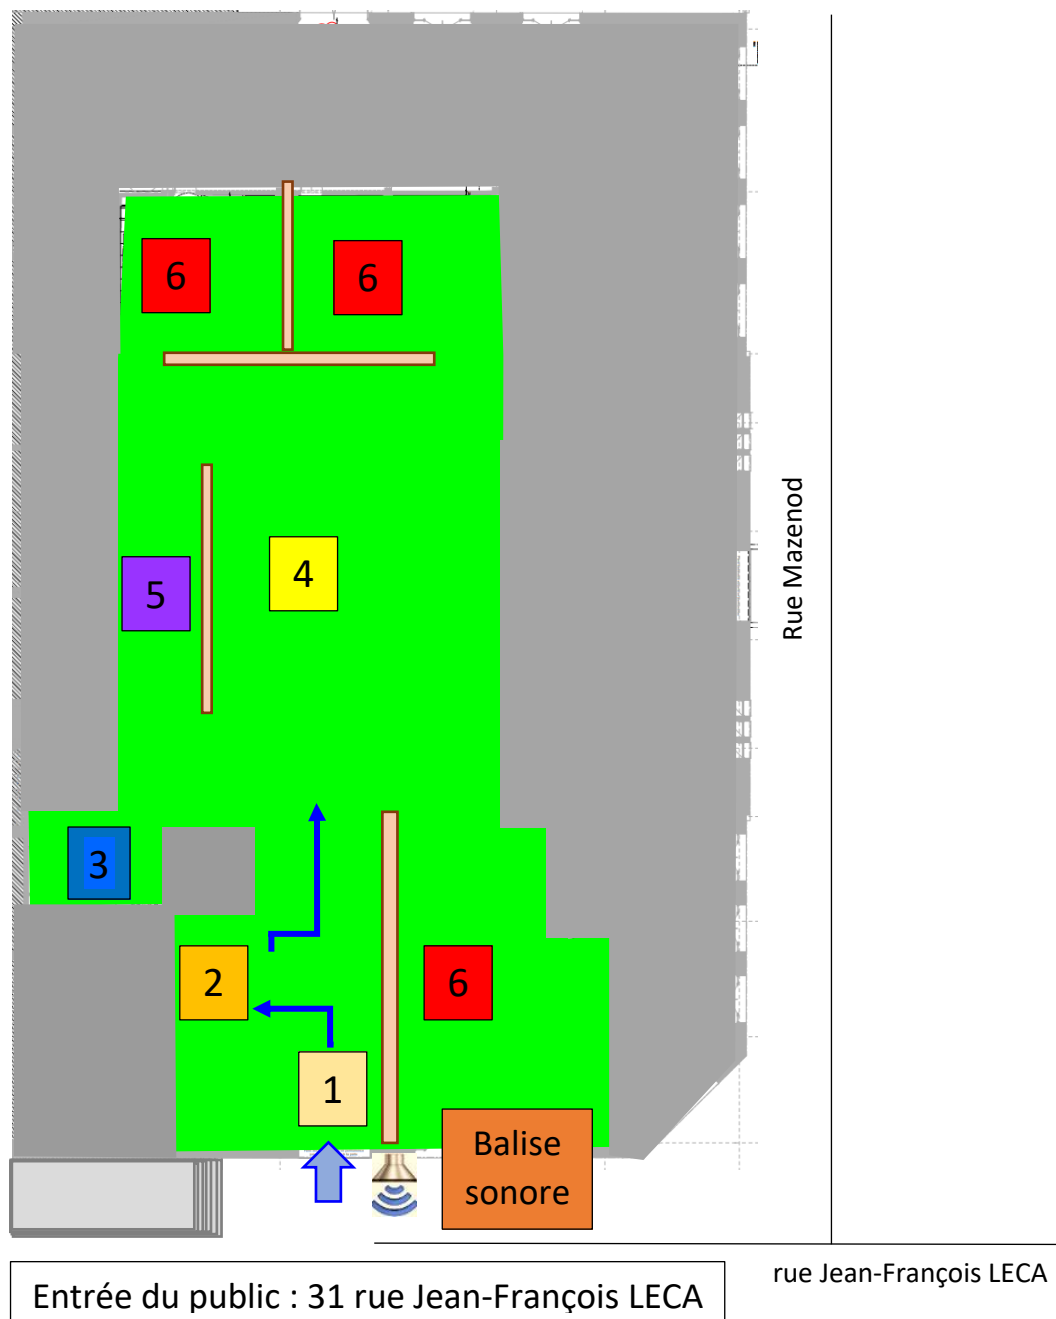 6
6
Rue Mazenod
4
5
3
2
6
1
Balise
sonore
rue Jean-François LECA
Entrée du public : 31 rue Jean-François LECA